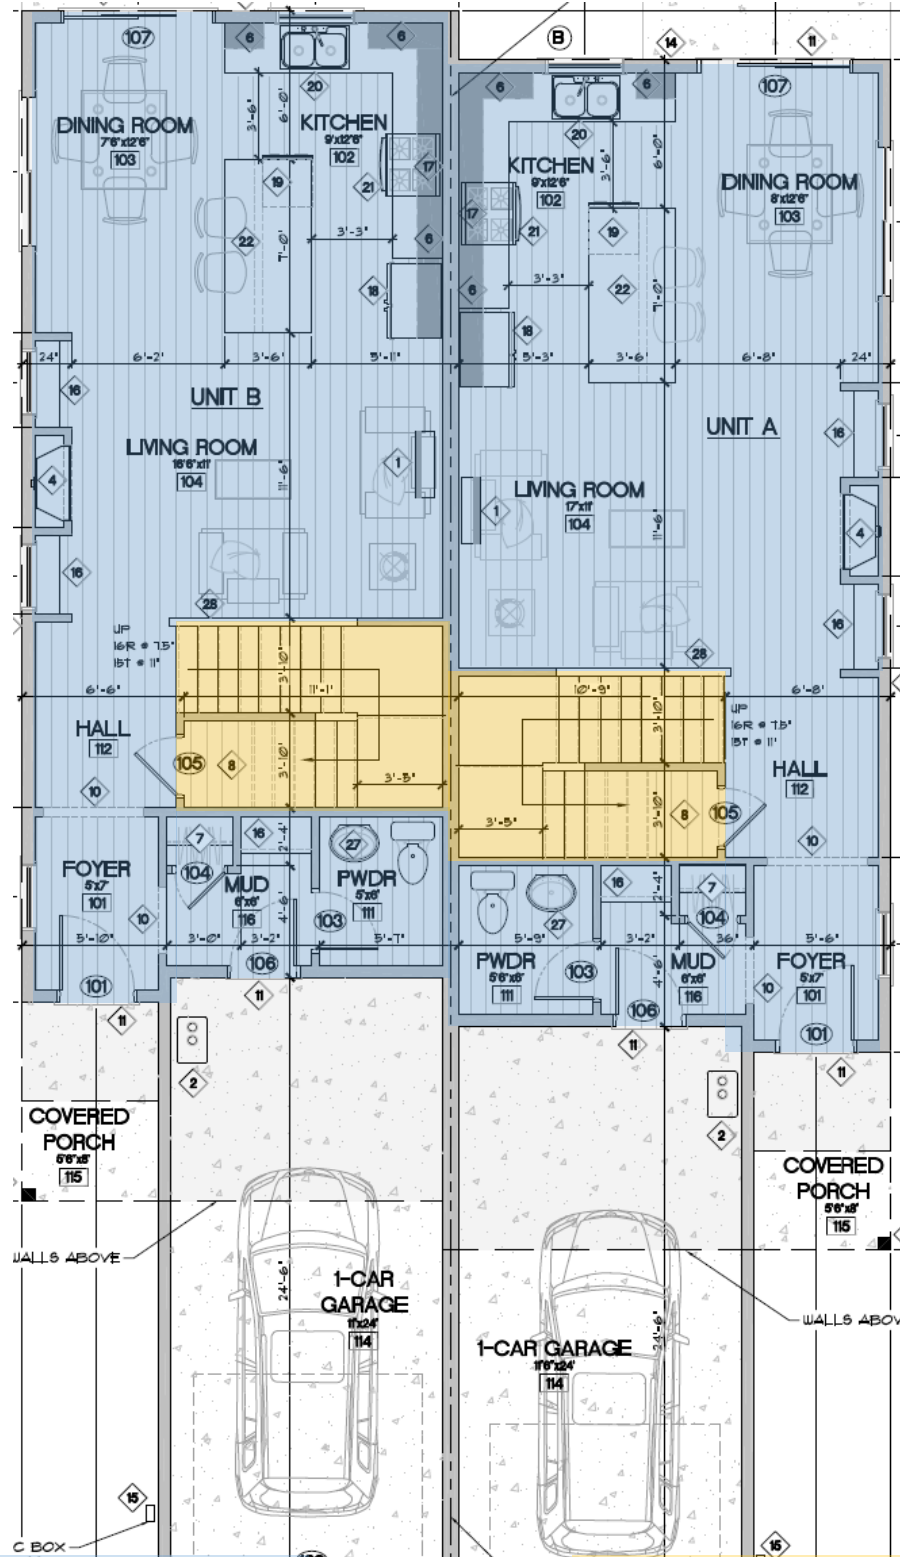 107
6
6
B
14
11
20
6
6
107
3'-6"
6'-0"
DINING ROOM
7'6"x12'6"
103
KITCHEN
9'x12'6"
102
17
20
3'-6"
6'-0"
KITCHEN
9'x12'6"
102
DINING ROOM
8'x12'6"
103
19
21
17
21
19
22
7'-0"
3'-3"
6
18
6
3'-3"
22
7'-0"
18
24"
6'-2"
3'-6"
5'-11"
5'-3"
3'-6"
6'-8"
24"
16
UNIT B
UNIT A
16
LIVING ROOM
16'6"x11'
104
11'-6"
1
4
LIVING ROOM
17'x11'
104
1
11'-6"
4
16
28
16
28
UP
16R @ 7.5"
15T @ 11"
3'-10"
6'-6"
11'-1"
10'-9"
6'-8"
3'-10"
UP
16R @ 7.5"
15T @ 11'
HALL
112
105
8
3'-10"
3'-5"
10
HALL
112
3'-5"
3'-10"
8
105
10
7
16
2'-4"
27
FOYER
5'x7'
101
104
MUD
6'x6'
116
PWDR
5'x6'
111
10
4'-6"
103
16
2'-4"
7
27
104
5'-10"
3'-0"
3'-2"
5'-7"
5'-9"
3'-2"
36"
5'-6"
106
101
11
11
PWDR
5'6"x6'
111
103
4'-6"
MUD
6'x6'
116
10
FOYER
5'x7'
101
106
101
11
11
2
2
COVERED
PORCH
5'6"x8'
115
COVERED
PORCH
5'6"x8'
115
WALLS ABOVE
24'-6"
1-CAR
GARAGE
11'x24'
114
WALLS ABOV
1-CAR GARAGE
11'6"x24'
114
24'-6"
15
C BOX
15